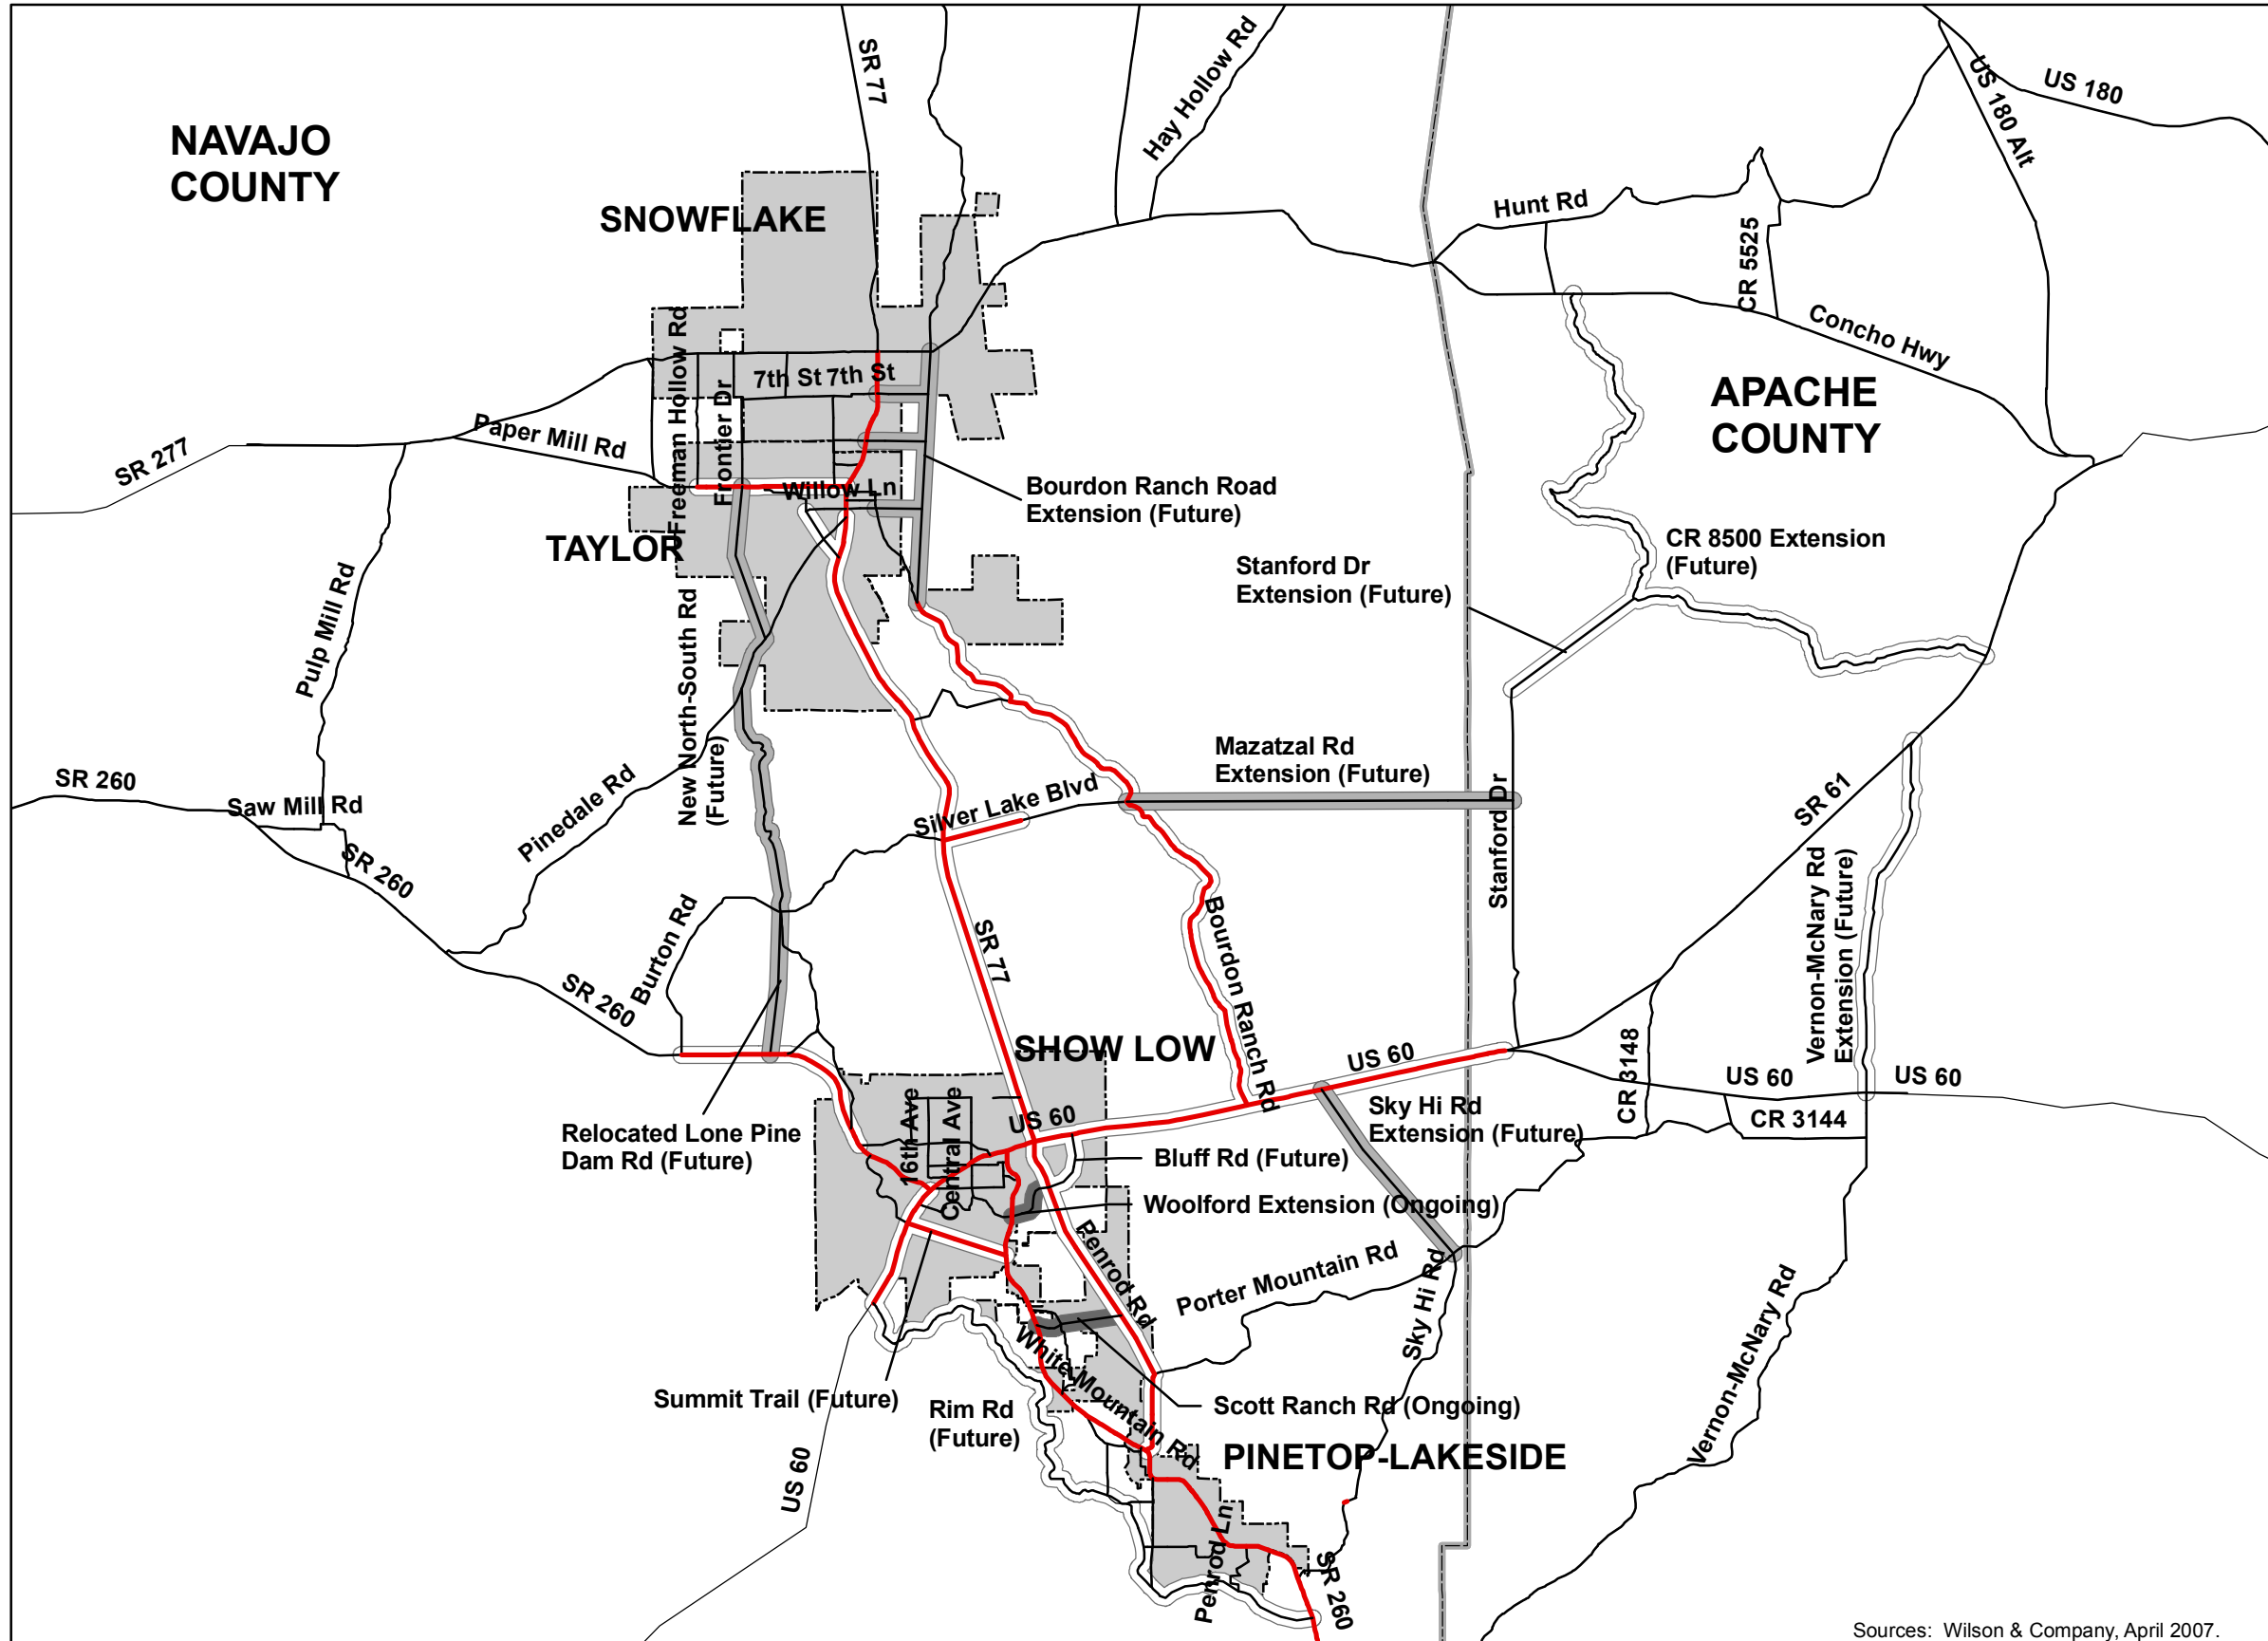 SR 77
Hay Hollow Rd
US 180
US 180 Alt
NAVAJO
COUNTY
SNOWFLAKE
Hunt Rd
CR 5525
Concho Hwy
Freeman Hollow Rd
7th St
7th St
Frontier Dr
APACHE
COUNTY
SR 277
Paper Mill Rd
Willow Ln
Bourdon Ranch Road
Extension (Future)
TAYLOR
CR 8500 Extension
(Future)
Stanford Dr
Extension (Future)
Pulp Mill Rd
New North-South Rd
(Future)
Mazatzal Rd
Extension (Future)
SR 260
Saw Mill Rd
Pinedale Rd
Silver Lake Blvd
Stanford Dr
SR 61
SR 260
Burton Rd
SR 77
Bourdon Ranch Rd
Vernon-McNary Rd
Extension (Future)
SR 260
SHOW LOW
US 60
CR 3148
US 60
US 60
16th Ave
Central Ave
US 60
Sky Hi Rd
Extension (Future)
CR 3144
Relocated Lone Pine
Dam Rd (Future)
Bluff Rd (Future)
Woolford Extension (Ongoing)
Penrod Rd
Porter Mountain Rd
Sky Hi Rd
Vernon-McNary Rd
White Mountain Rd
Summit Trail (Future)
Rim Rd
(Future)
Scott Ranch Rd (Ongoing)
PINETOP-LAKESIDE
US 60
Penrod Ln
SR 260
Sources: Wilson & Company, April 2007.